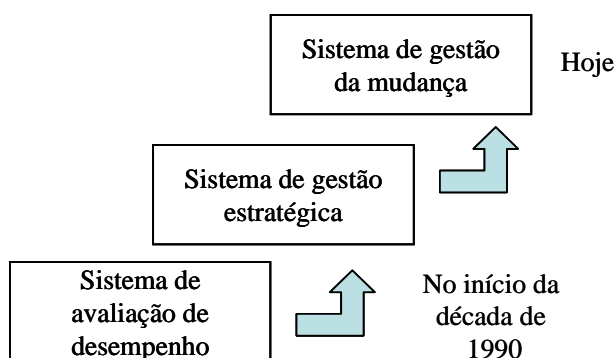 Sistema de gestão
da mudança
Hoje
Sistema de gestão
estratégica
Sistema de
avaliação de
desempenho
No início da
década de
1990